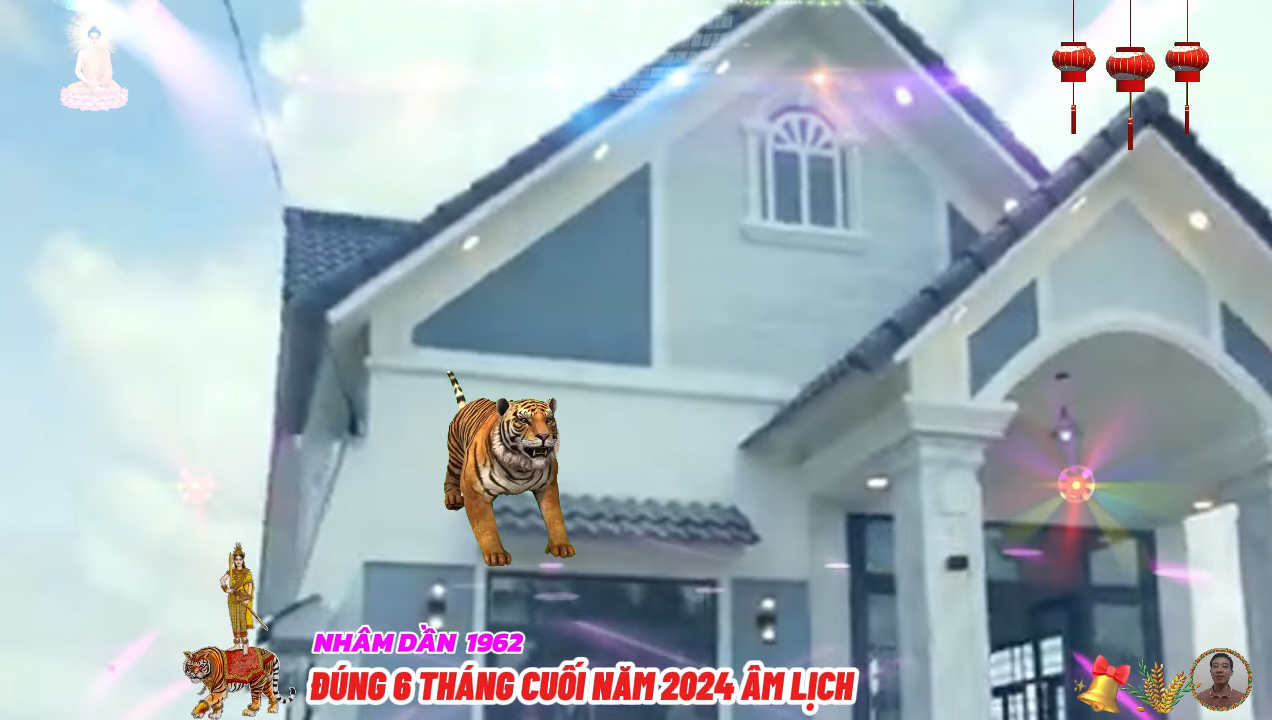 NHÂM DẦN 1962
ĐÚNG 6 THÁNG CUỐI NĂM 2024 ÂM LỊCH